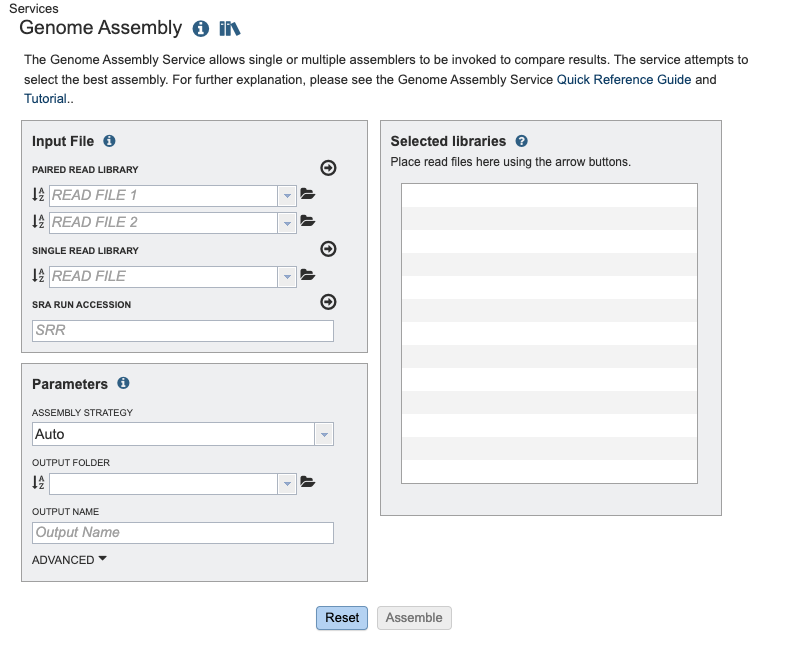 Services
Genome Assembly
The Genome Assembly Service allows single or multiple assemblers to be invoked to compare results. The service attempts to
select the best assembly. For further explanation, please see the Genome Assembly Service Quick Reference Guide and
Tutorial..
Input File
PAIRED READ LIBRARY
READ FILE 1
READ FILE 2
SINGLE READ LIBRARY
READ FILE
SRA RUN ACCESSION
SRR
Parameters
ASSEMBLY STRATEGY
Auto
OUTPUT FOLDER
OUTPUT NAME
Output Name
ADVANCED
Selected libraries
Place read files here using the arrow buttons.
Reset
Assemble